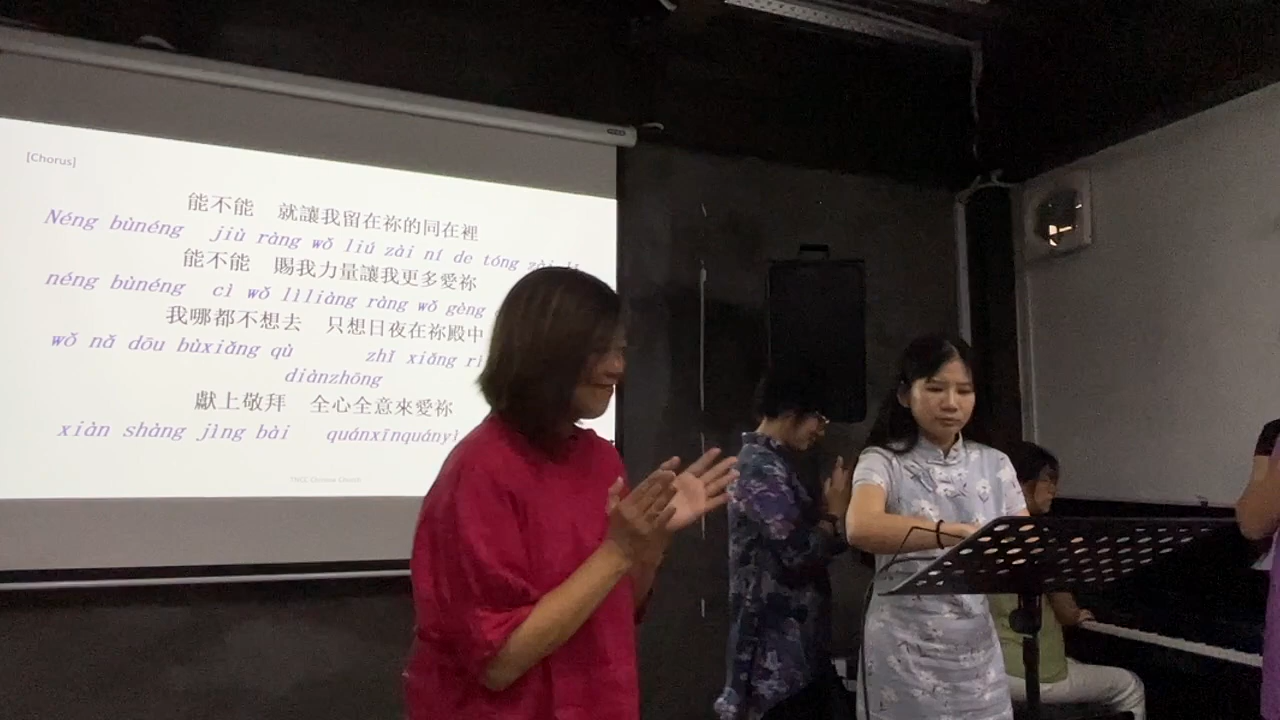 [Chorus]
能不能 就讓我留在祢的同在裡
Néng bùnéng jiù ràng wǒ liú zài ní de tóng zài
能不能 賜我力量讓我更多愛祢
néng bùnéng cì wǒ lìliàng ràng wǒ gèng
我哪都不想去 只想日夜在祢殿中
wǒ nǎ dōu bùxiǎng qù zhǐ xiǎng rì
diànzhōng
獻上敬拜 全心全意來愛祢
xiàn shàng jìng bài quánxīnquányì